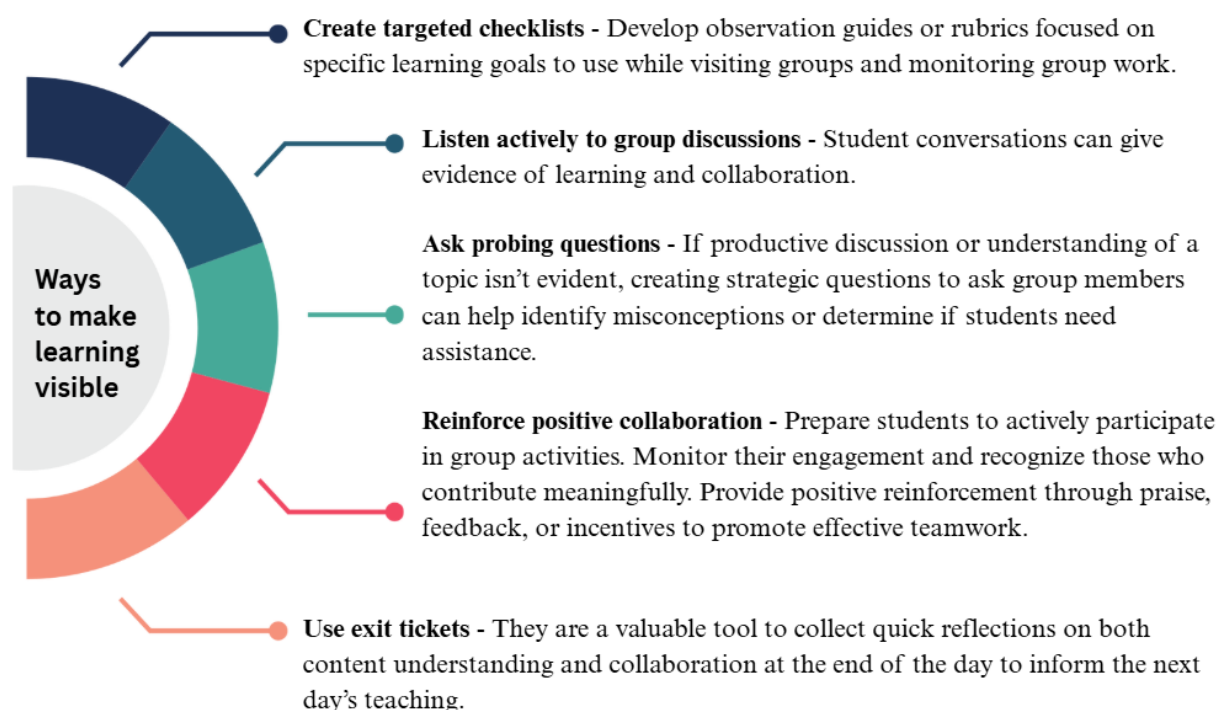 Create targeted checklists - Develop observation guides or rubrics focused on
specific learning goals to use while visiting groups and monitoring group work.
Listen actively to group discussions - Student conversations can give
evidence of learning and collaboration.
Ask probing questions - If productive discussion or understanding of a
topic isn’t evident, creating strategic questions to ask group members
can help identify misconceptions or determine if students need
assistance.
Ways
to make
learning
visible
Reinforce positive collaboration - Prepare students to actively participate
in group activities. Monitor their engagement and recognize those who
contribute meaningfully. Provide positive reinforcement through praise,
feedback, or incentives to promote effective teamwork.
Use exit tickets - They are a valuable tool to collect quick reflections on both
content understanding and collaboration at the end of the day to inform the next
day’s teaching.